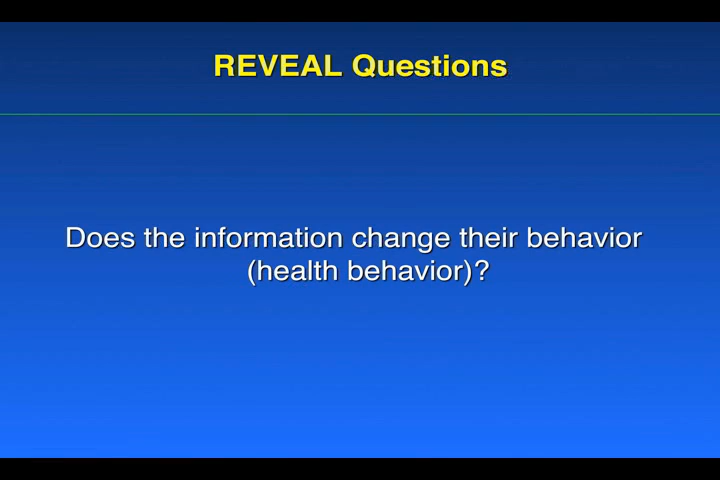 REVEAL Questions
Does the information change their behavior
(health behavior)?